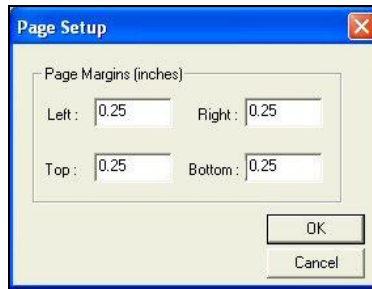 Page Setup
Page Margins (inches)
Left : 0.25 Right : 0.25
Top : 0.25 Bottom : 0.25
OK
Cancel